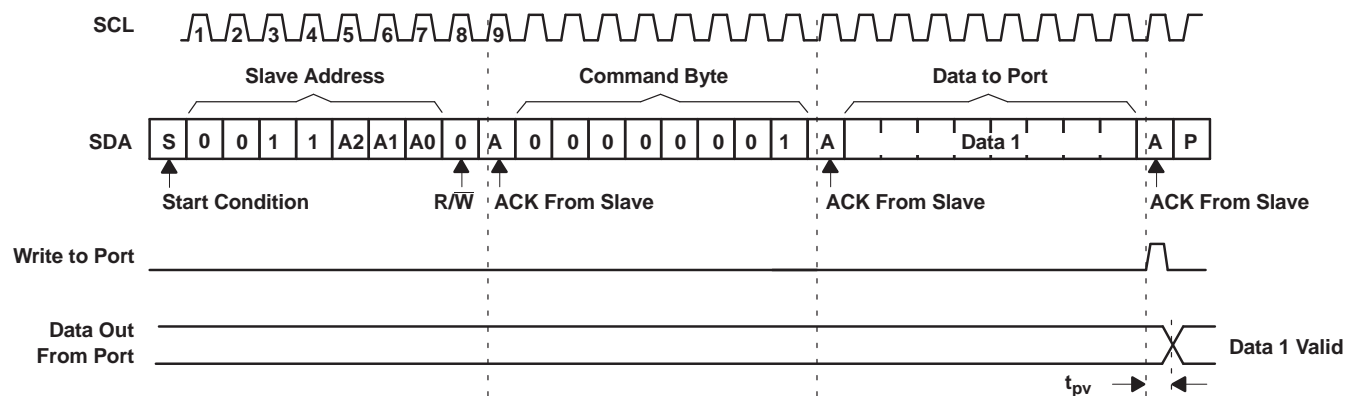 SCL 1 2 3 4 5 6 7 8 9
Slave Address Command Byte Data to Port
SDA S 0 0 1 1 A2 A1 A0 0 A 0 0 0 0 0 0 0 1 A Data 1 A P
Start Condition R/W̅ ACK From Slave ACK From Slave ACK From Slave
Write to Port
Data Out
From Port
Data 1 Valid
tpv